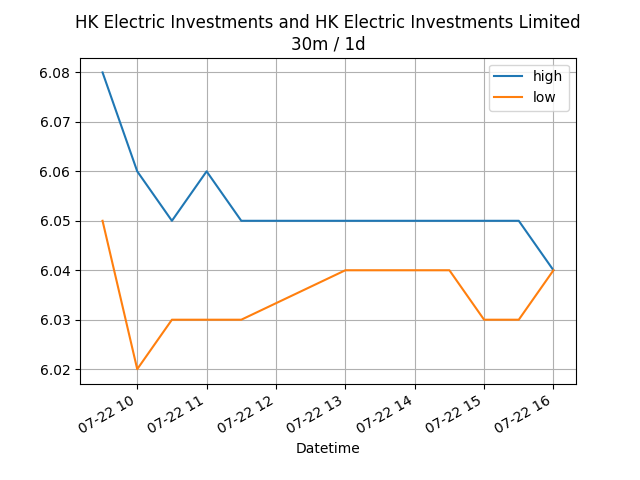 HK Electric Investments and HK Electric Investments Limited
30m / 1d
high
low
6.08
6.07
6.06
6.05
6.04
6.03
6.02
07-22 10
07-22 11
07-22 12
07-22 13
07-22 14
07-22 15
07-22 16
Datetime